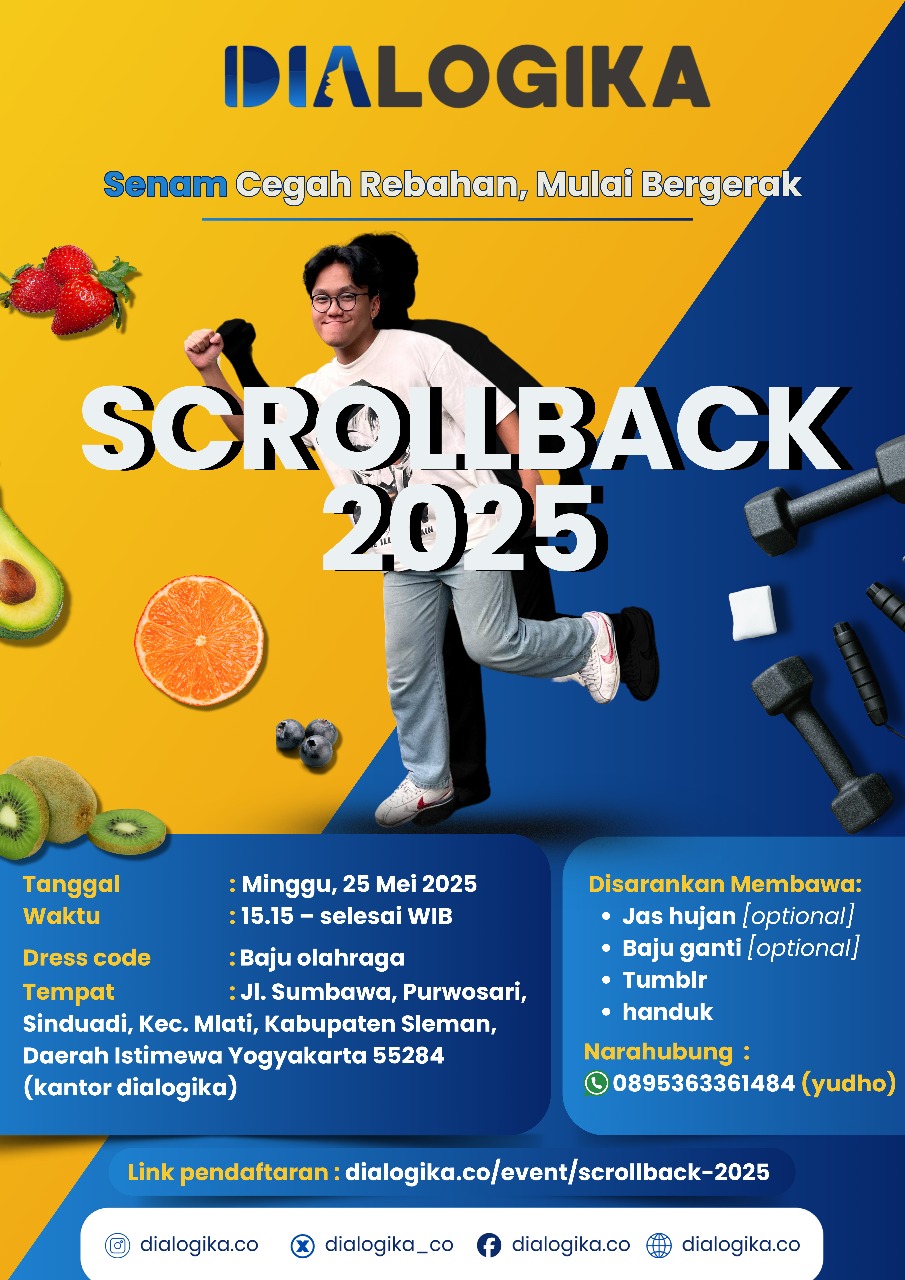 DIALOGIKA
Senam Cegah Rebahan, Mulai Bergerak
SCROLLBACK
2025
Tanggal : Minggu, 25 Mei 2025
Waktu : 15.15 – selesai WIB
Dress code : Baju olahraga
Tempat : Jl. Sumbawa, Purwosari,
Sinduadi, Kec. Mlati, Kabupaten Sleman,
Daerah Istimewa Yogyakarta 55284
(kantor dialogika)
Disarankan Membawa:
• Jas hujan [optional]
• Baju ganti [optional]
• Tumblr
• handuk
Narahubung :
0895363361484 (yudho)
Link pendaftaran : dialogika.co/event/scrollback-2025
dialogika.co
dialogika_co
dialogika.co
dialogika.co